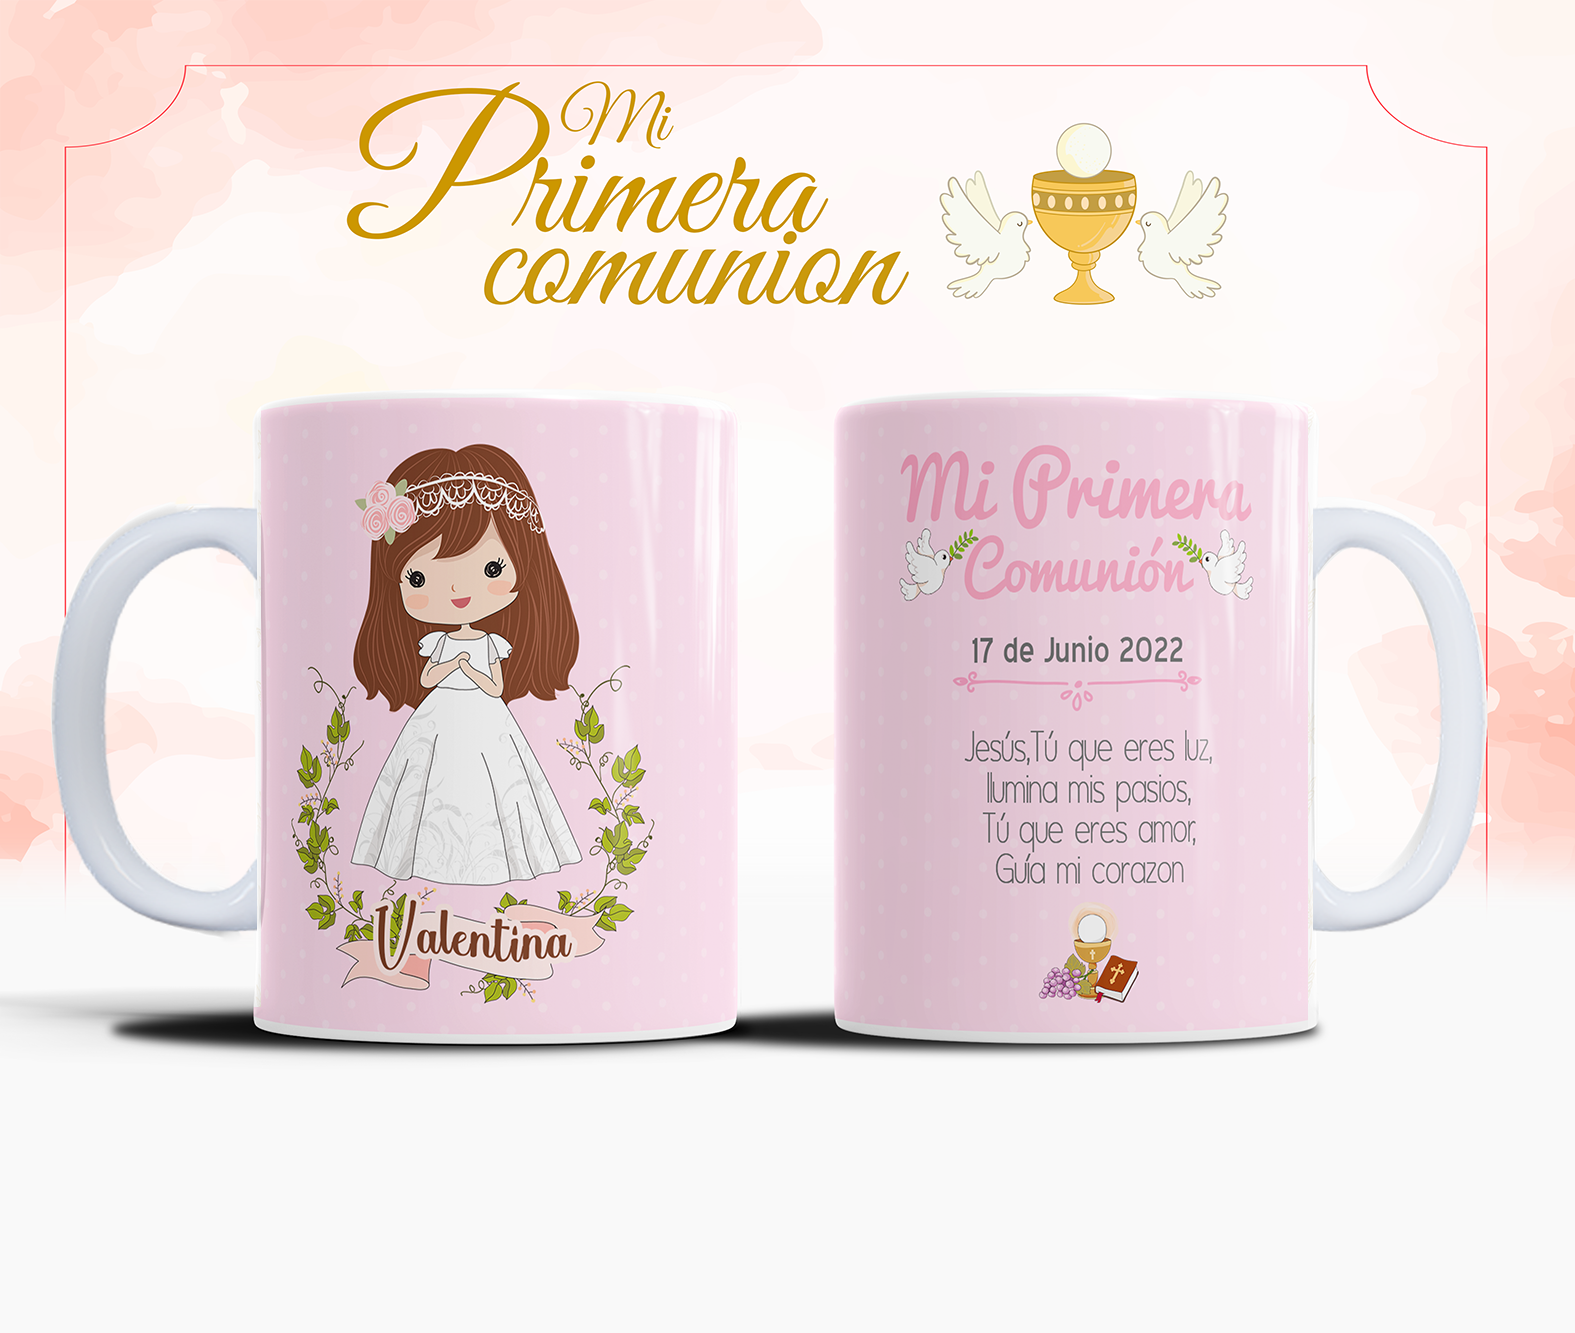 Mi
Primera
comunion
Valentina
Mi Primera
Comunión
17 de Junio 2022
Jesús,Tú que eres luz,
Ilumina mis pasios,
Tú que eres amor,
Guía mi corazon